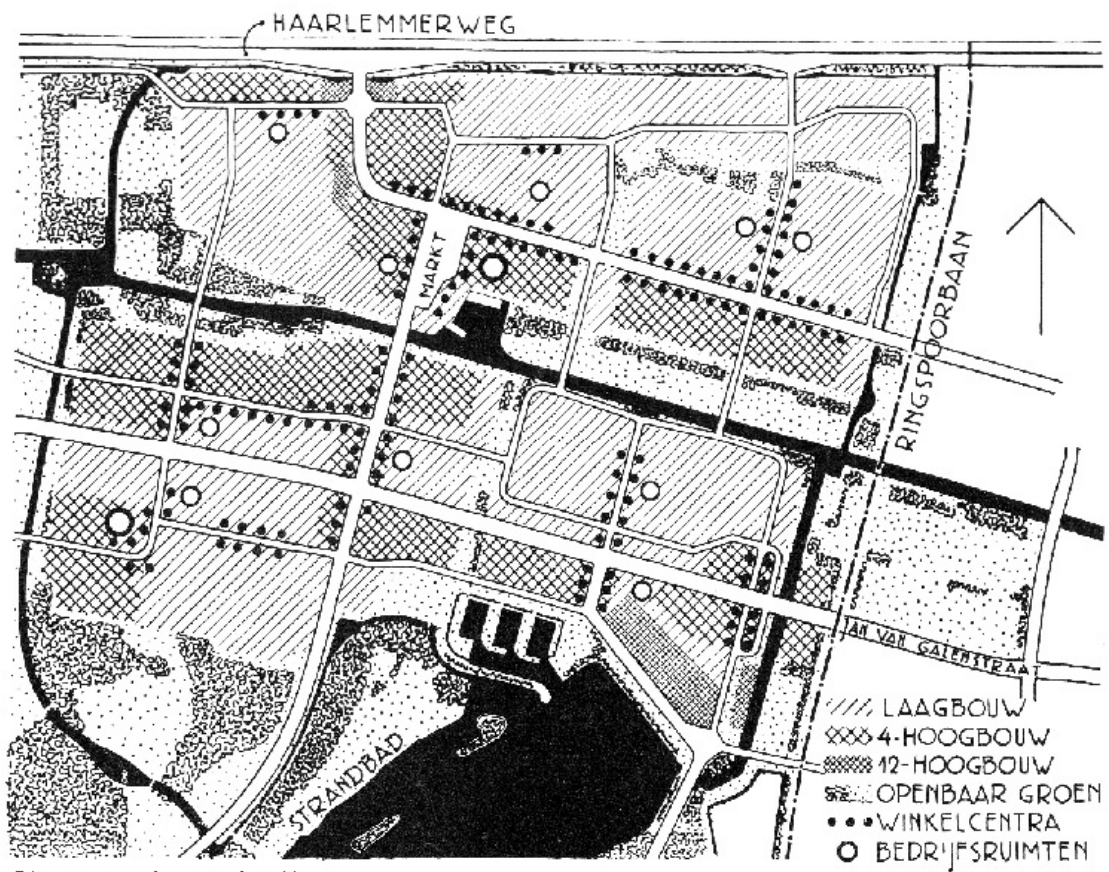 HAARLEMMERWEG
MARKT
RINGSPOORBAAN
JAN VAN GALENSTRAAT
STRANDBAD
LAAGBOUW
4-HOOGBOUW
12-HOOGBOUW
OPENBAAR GROEN
WINKELCENTRA
BEDRIJFSRUIMTEN